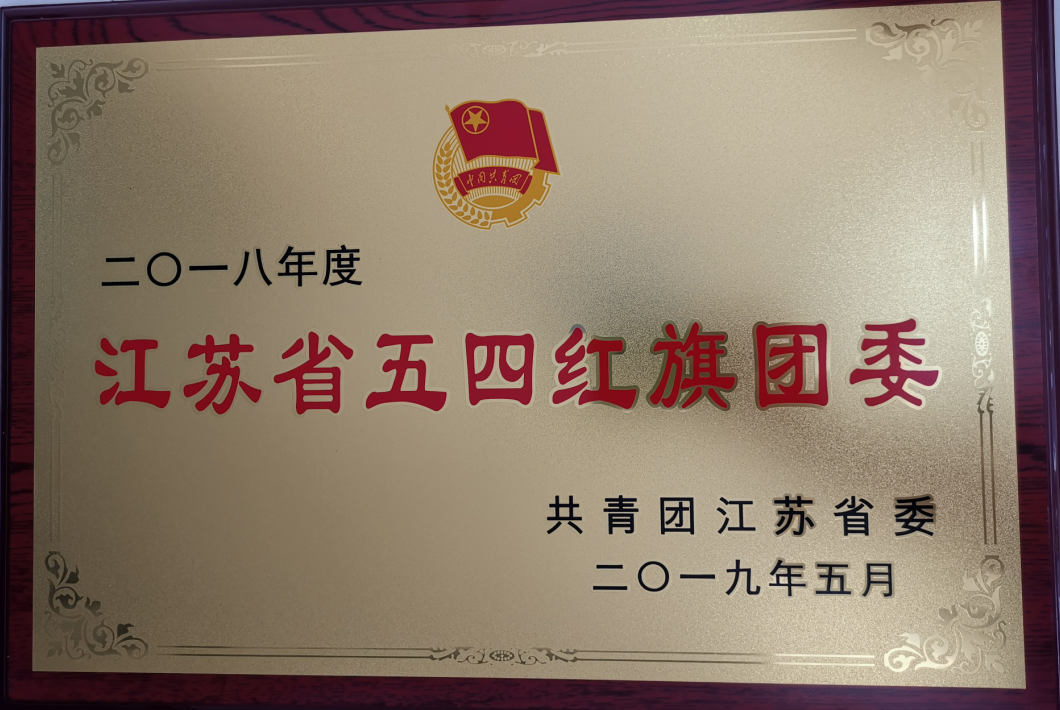 中国共青团
二〇一八年度
江苏省五四红旗团委
共青团江苏省委
二〇一九年五月